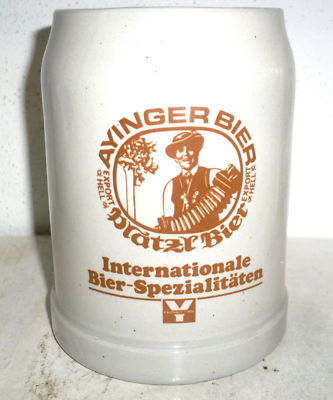 AYINGER BIER
EXPORT
HELL
EXPORT
HELL
Platzl Bier
Internationale
Bier-Spezialitäten